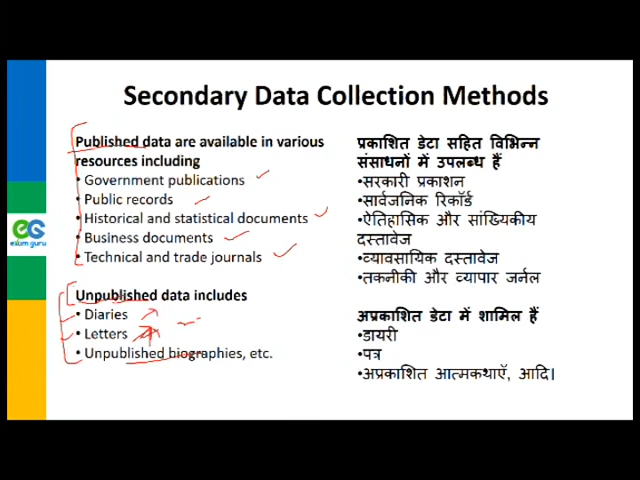 Secondary Data Collection Methods
Published data are available in various
resources including
• Government publications
• Public records
• Historical and statistical documents
• Business documents
• Technical and trade journals
Unpublished data includes
• Diaries
• Letters
• Unpublished biographies, etc.
प्रकाशित डेटा सहित विभिन्न
संसाधनों में उपलब्ध हैं
•सरकारी प्रकाशन
•सार्वजनिक रिकॉर्ड
•ऐतिहासिक और सांख्यिकीय
दस्तावेज
•व्यावसायिक दस्तावेज
•तकनीकी और व्यापार जर्नल
अप्रकाशित डेटा में शामिल हैं
•डायरी
•पत्र
•अप्रकाशित आत्मकथाएँ, आदि।
eGuru